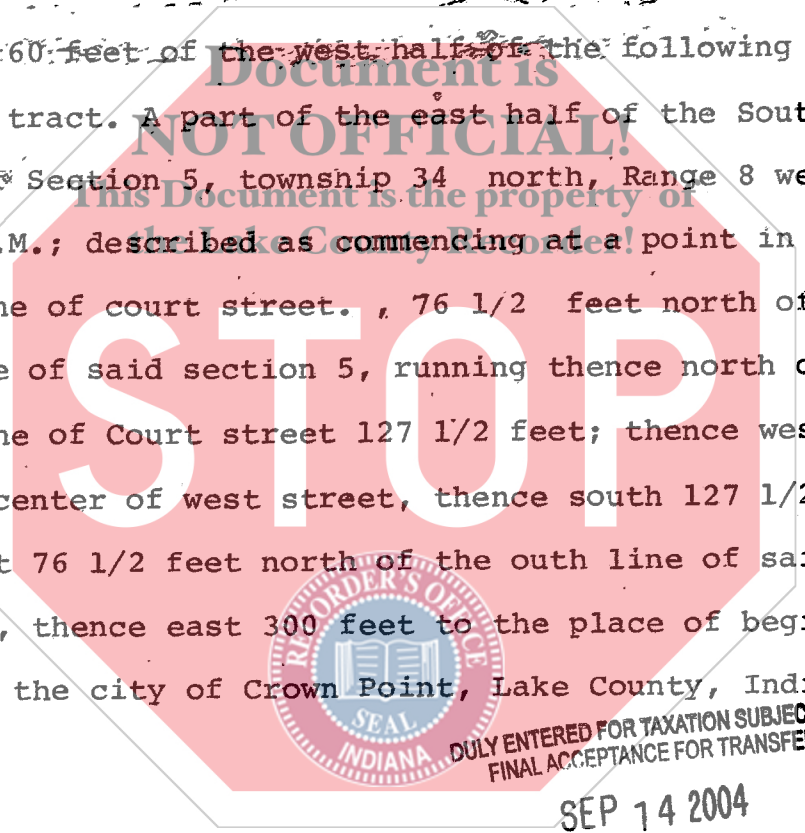 60 feet of the west half of the following
Document is
tract. A part of the east half of the Sout
NOT OFFICIAL!
Section 5, township 34 north, Range 8 we
This Document is the property of
.M.; described as commencing at a point in
the Lake County Recorder!
ne of court street. , 76 1/2 feet north of
e of said section 5, running thence north o
STOP
ne of Court street 127 1/2 feet; thence wes
center of west street, thence south 127 1/2
t 76 1/2 feet north of the outh line of sai
, thence east 300 feet to the place of begi
the city of Crown Point, Lake County, Indi
RECORDER'S OFFICE
SEAL
INDIANA
DULY ENTERED FOR TAXATION SUBJEC
FINAL ACCEPTANCE FOR TRANSFE
SEP 14 2004